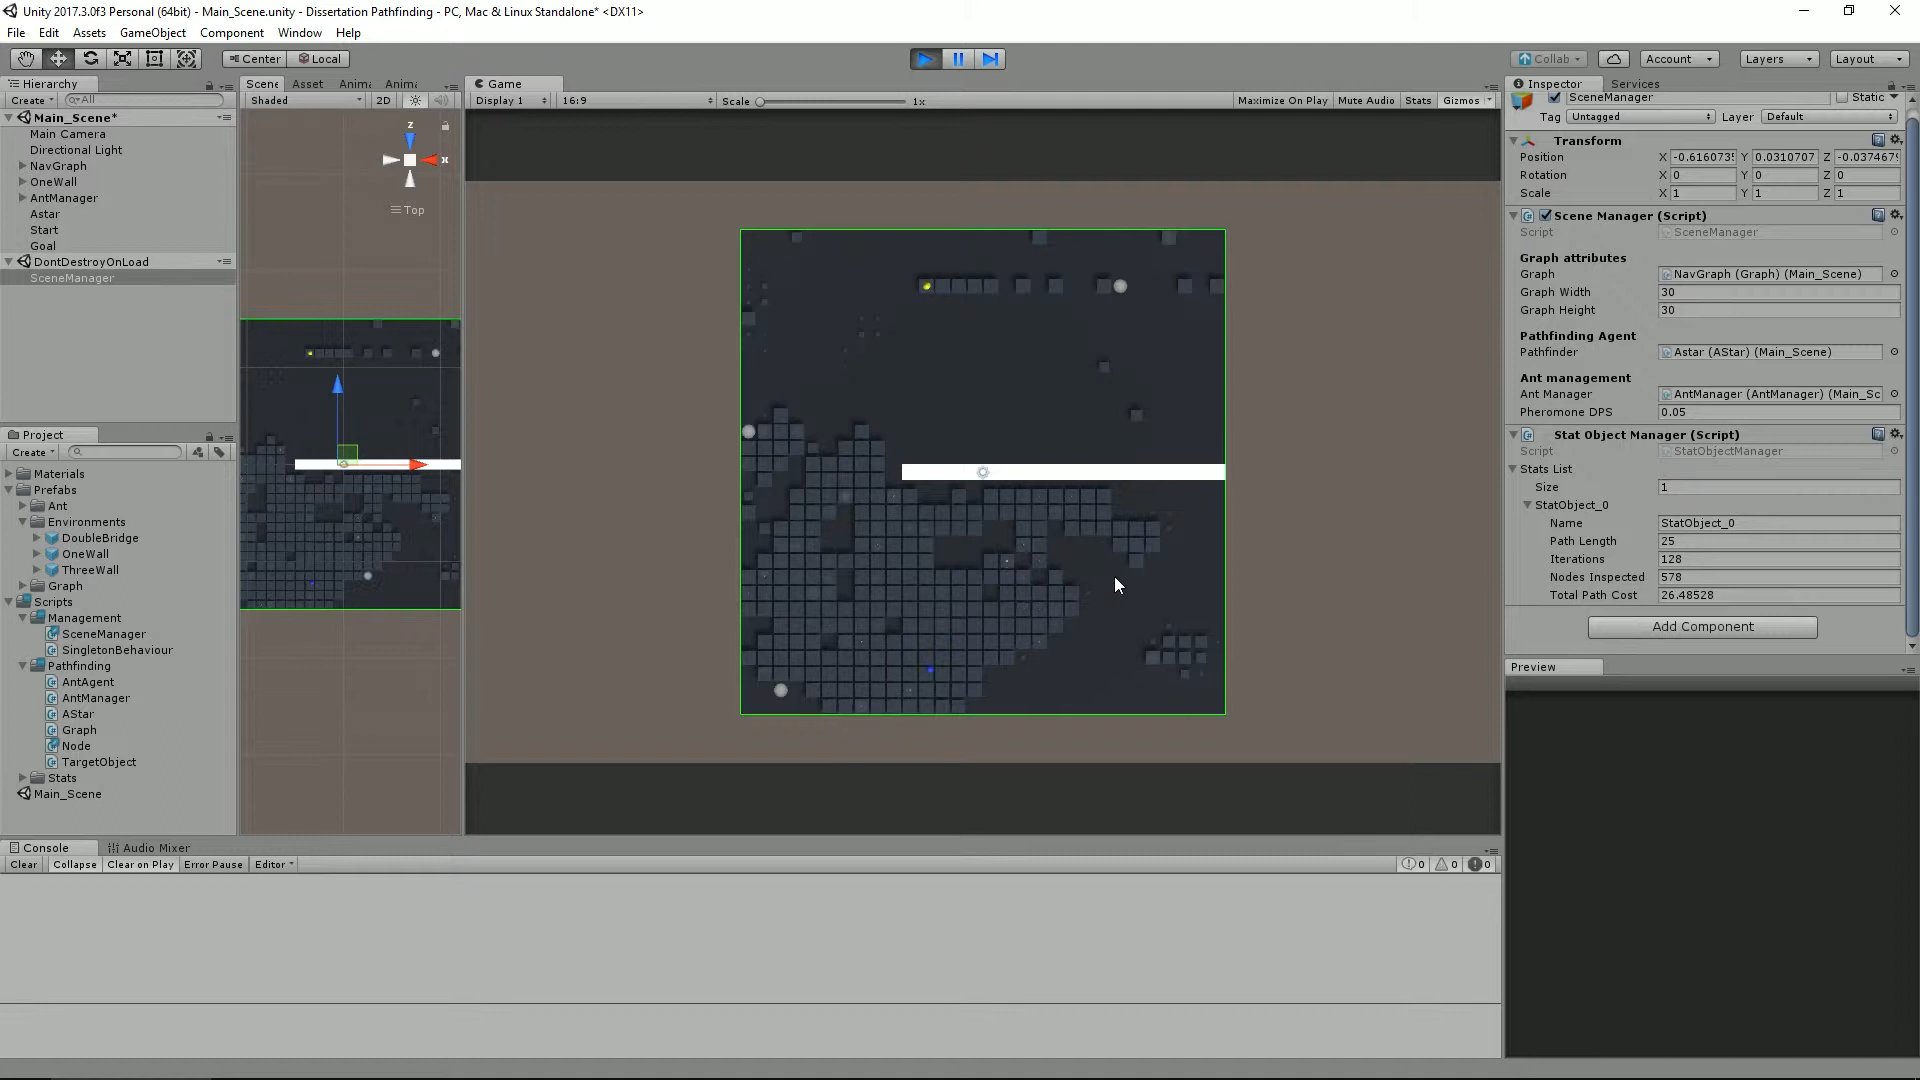 Unity 2017.3.0f3 Personal (64bit) - Main_Scene.unity - Dissertation Pathfinding - PC, Mac & Linux Standalone* <DX11>
File Edit Assets GameObject Component Window Help
Center Local Collab Account Layers Layout
Hierarchy
Create All
Main_Scene*
Main Camera
Directional Light
NavGraph
OneWall
AntManager
Astar
Start
Goal
DontDestroyOnLoad
SceneManager
Project
Create
Materials
Prefabs
Ant
Environments
DoubleBridge
OneWall
ThreeWall
Graph
Scripts
Management
SceneManager
SingletonBehaviour
Pathfinding
AntAgent
AntManager
AStar
Graph
Node
TargetObject
Stats
Main_Scene
Scene Asset Anim Anim
Shaded 2D
z
x
Top
Game
Display 1 16:9 Scale 1x Maximize On Play Mute Audio Stats Gizmos
Inspector Services
SceneManager Static
Tag Untagged Layer Default
Transform
Position X -0.616073 Y 0.0310707 Z -0.037467
Rotation X 0 Y 0 Z 0
Scale X 1 Y 1 Z 1
Scene Manager (Script)
Script SceneManager
Graph attributes
Graph NavGraph (Graph) (Main_Scene)
Graph Width 30
Graph Height 30
Pathfinding Agent
Pathfinder Astar (AStar) (Main_Scene)
Ant management
Ant Manager AntManager (AntManager) (Main_Sc
Pheromone DPS 0.05
Stat Object Manager (Script)
Script StatObjectManager
Stats List
Size 1
StatObject_0
Name StatObject_0
Path Length 25
Iterations 128
Nodes Inspected 578
Total Path Cost 26.48528
Add Component
Preview
Console Audio Mixer
Clear Collapse Clear on Play Error Pause Editor 0 0 0